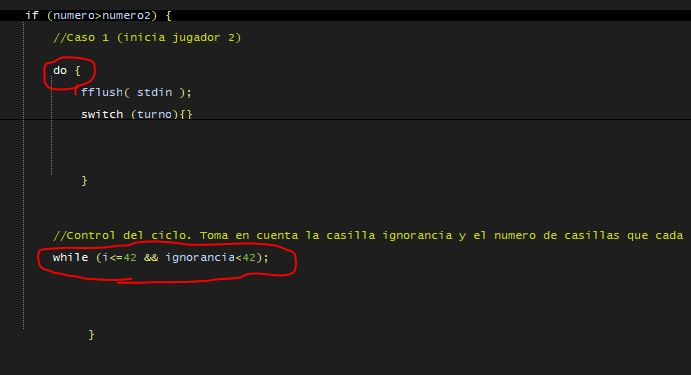 if (numero>numero2) {
//Caso 1 (inicia jugador 2)
do {
fflush( stdin );
switch (turno){}
}
//Control del ciclo. Toma en cuenta la casilla ignorancia y el numero de casillas que cada
while (i<=42 && ignorancia<42);
}